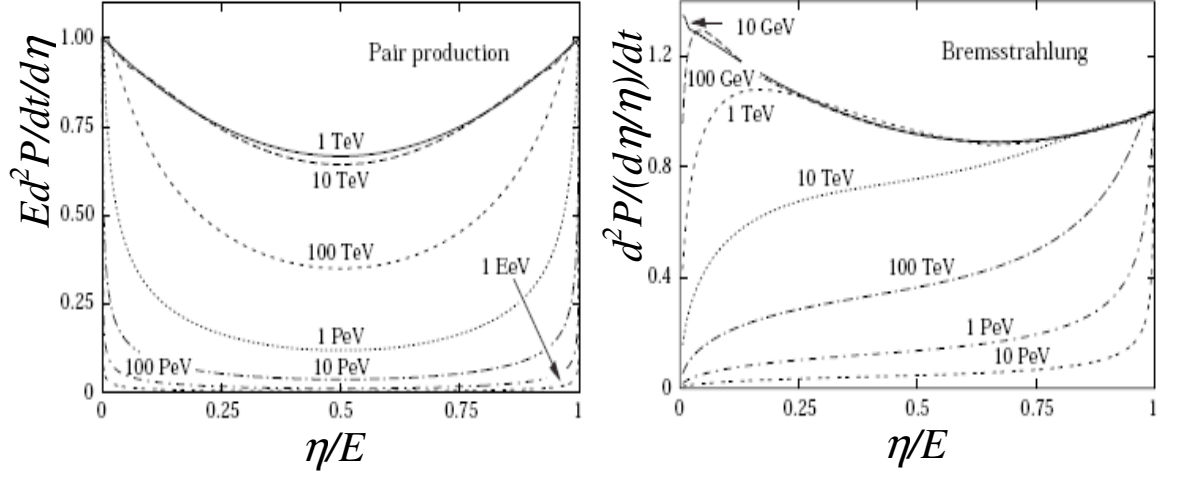 Ed²P/dt/dη
1.00
0.75
0.50
0.25
0
Pair production
1 TeV
10 TeV
100 TeV
1 EeV
1 PeV
100 PeV
10 PeV
0
0.25
0.5
0.75
1
η/E
d²P/(dη/η)/dt
1.2
0.8
0.4
0
10 GeV
Bremsstrahlung
100 GeV
1 TeV
10 TeV
100 TeV
1 PeV
10 PeV
0
0.25
0.5
0.75
1
η/E